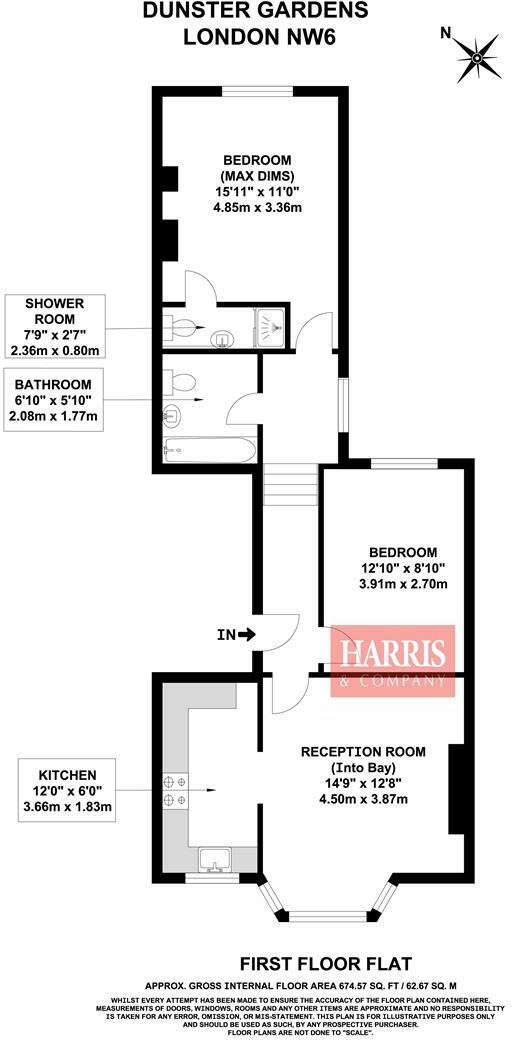 DUNSTER GARDENS
LONDON NW6
N
BEDROOM
(MAX DIMS)
15'11" x 11'0"
4.85m x 3.36m
SHOWER
ROOM
7'9" x 2'7"
2.36m x 0.80m
BATHROOM
6'10" x 5'10"
2.08m x 1.77m
BEDROOM
12'10" x 8'10"
3.91m x 2.70m
IN
HARRIS
& COMPANY
RECEPTION ROOM
(Into Bay)
14'9" x 12'8"
4.50m x 3.87m
KITCHEN
12'0" x 6'0"
3.66m x 1.83m
FIRST FLOOR FLAT
APPROX. GROSS INTERNAL FLOOR AREA 674.57 SQ. FT / 62.67 SQ. M
WHILST EVERY ATTEMPT HAS BEEN MADE TO ENSURE THE ACCURACY OF THE FLOOR PLAN CONTAINED HERE,
MEASUREMENTS OF DOORS, WINDOWS, ROOMS AND ANY OTHER ITEMS ARE APPROXIMATE AND NO RESPONSIBILITY
IS TAKEN FOR ANY ERROR, OMISSION, OR MIS-STATEMENT. THIS PLAN IS FOR ILLUSTRATIVE PURPOSES ONLY
AND SHOULD BE USED AS SUCH, BY ANY PROSPECTIVE PURCHASER.
FLOOR PLANS ARE NOT DONE TO "SCALE".